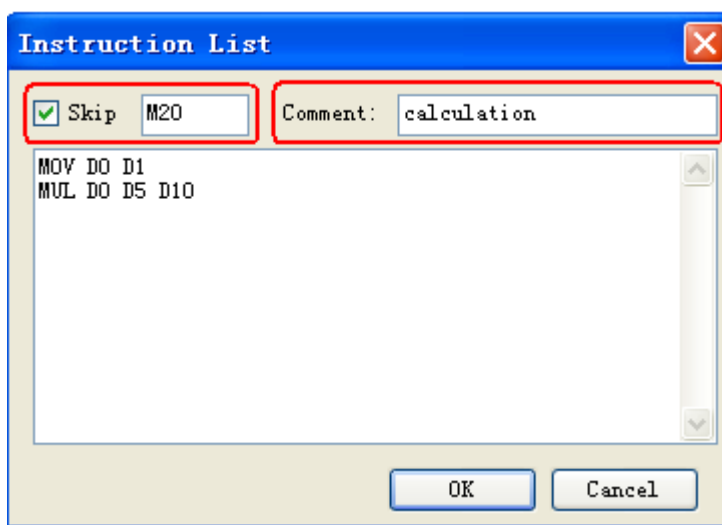 Instruction List
Skip M20 Comment: calculation
MOV D0 D1
MUL D0 D5 D10
OK Cancel